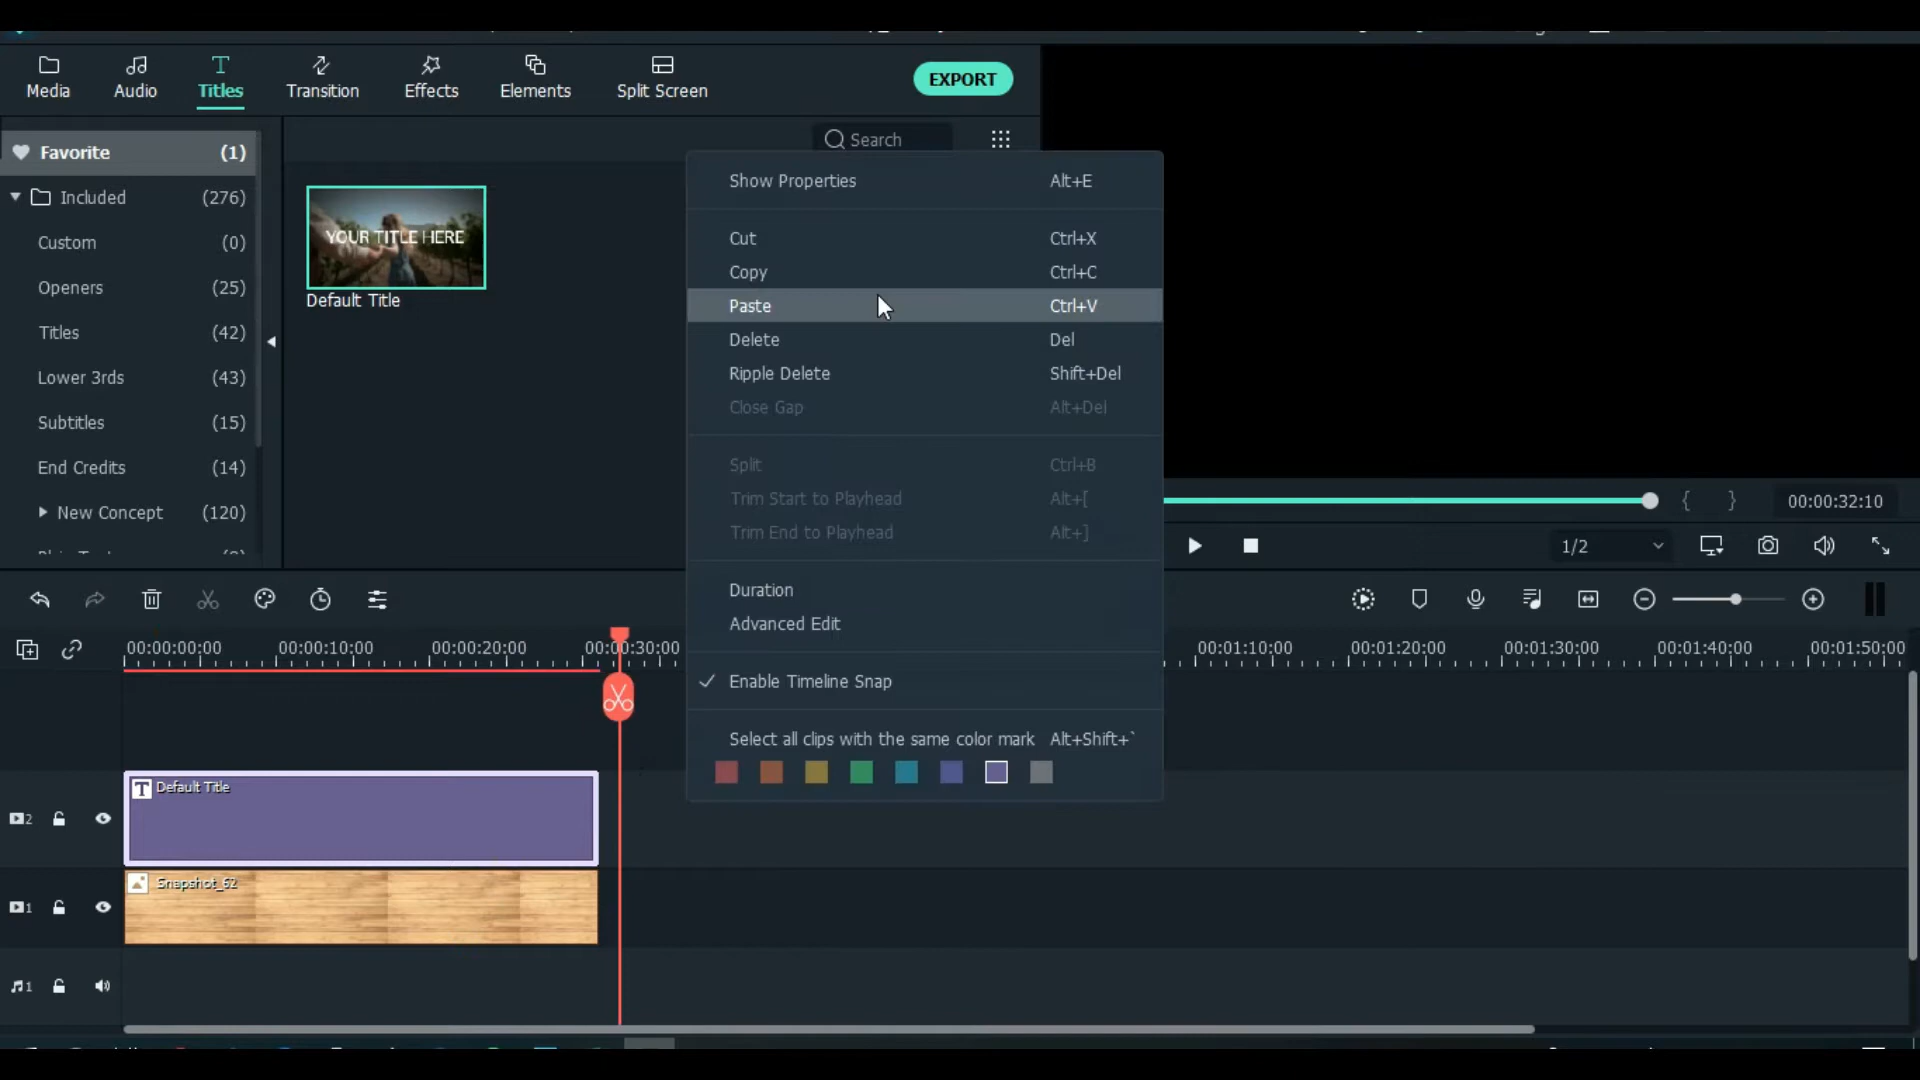 Media
Audio
Titles
Transition
Effects
Elements
Split Screen
EXPORT
Favorite (1)
Search
Included (276)
Custom (0)
Openers (25)
Titles (42)
Lower 3rds (43)
Subtitles (15)
End Credits (14)
New Concept (120)
YOUR TITLE HERE
Default Title
Show Properties Alt+E
Cut Ctrl+X
Copy Ctrl+C
Paste Ctrl+V
Delete Del
Ripple Delete Shift+Del
Close Gap Alt+Del
Split Ctrl+B
Trim Start to Playhead Alt+[
Trim End to Playhead Alt+]
Duration
Advanced Edit
Enable Timeline Snap
Select all clips with the same color mark Alt+Shift+`
{ } 00:00:32:10
1/2
00:00:00:00 00:00:10:00 00:00:20:00 00:00:30:00 00:01:10:00 00:01:20:00 00:01:30:00 00:01:40:00 00:01:50:00
T Default Title
2
Snapshot_62
1
1